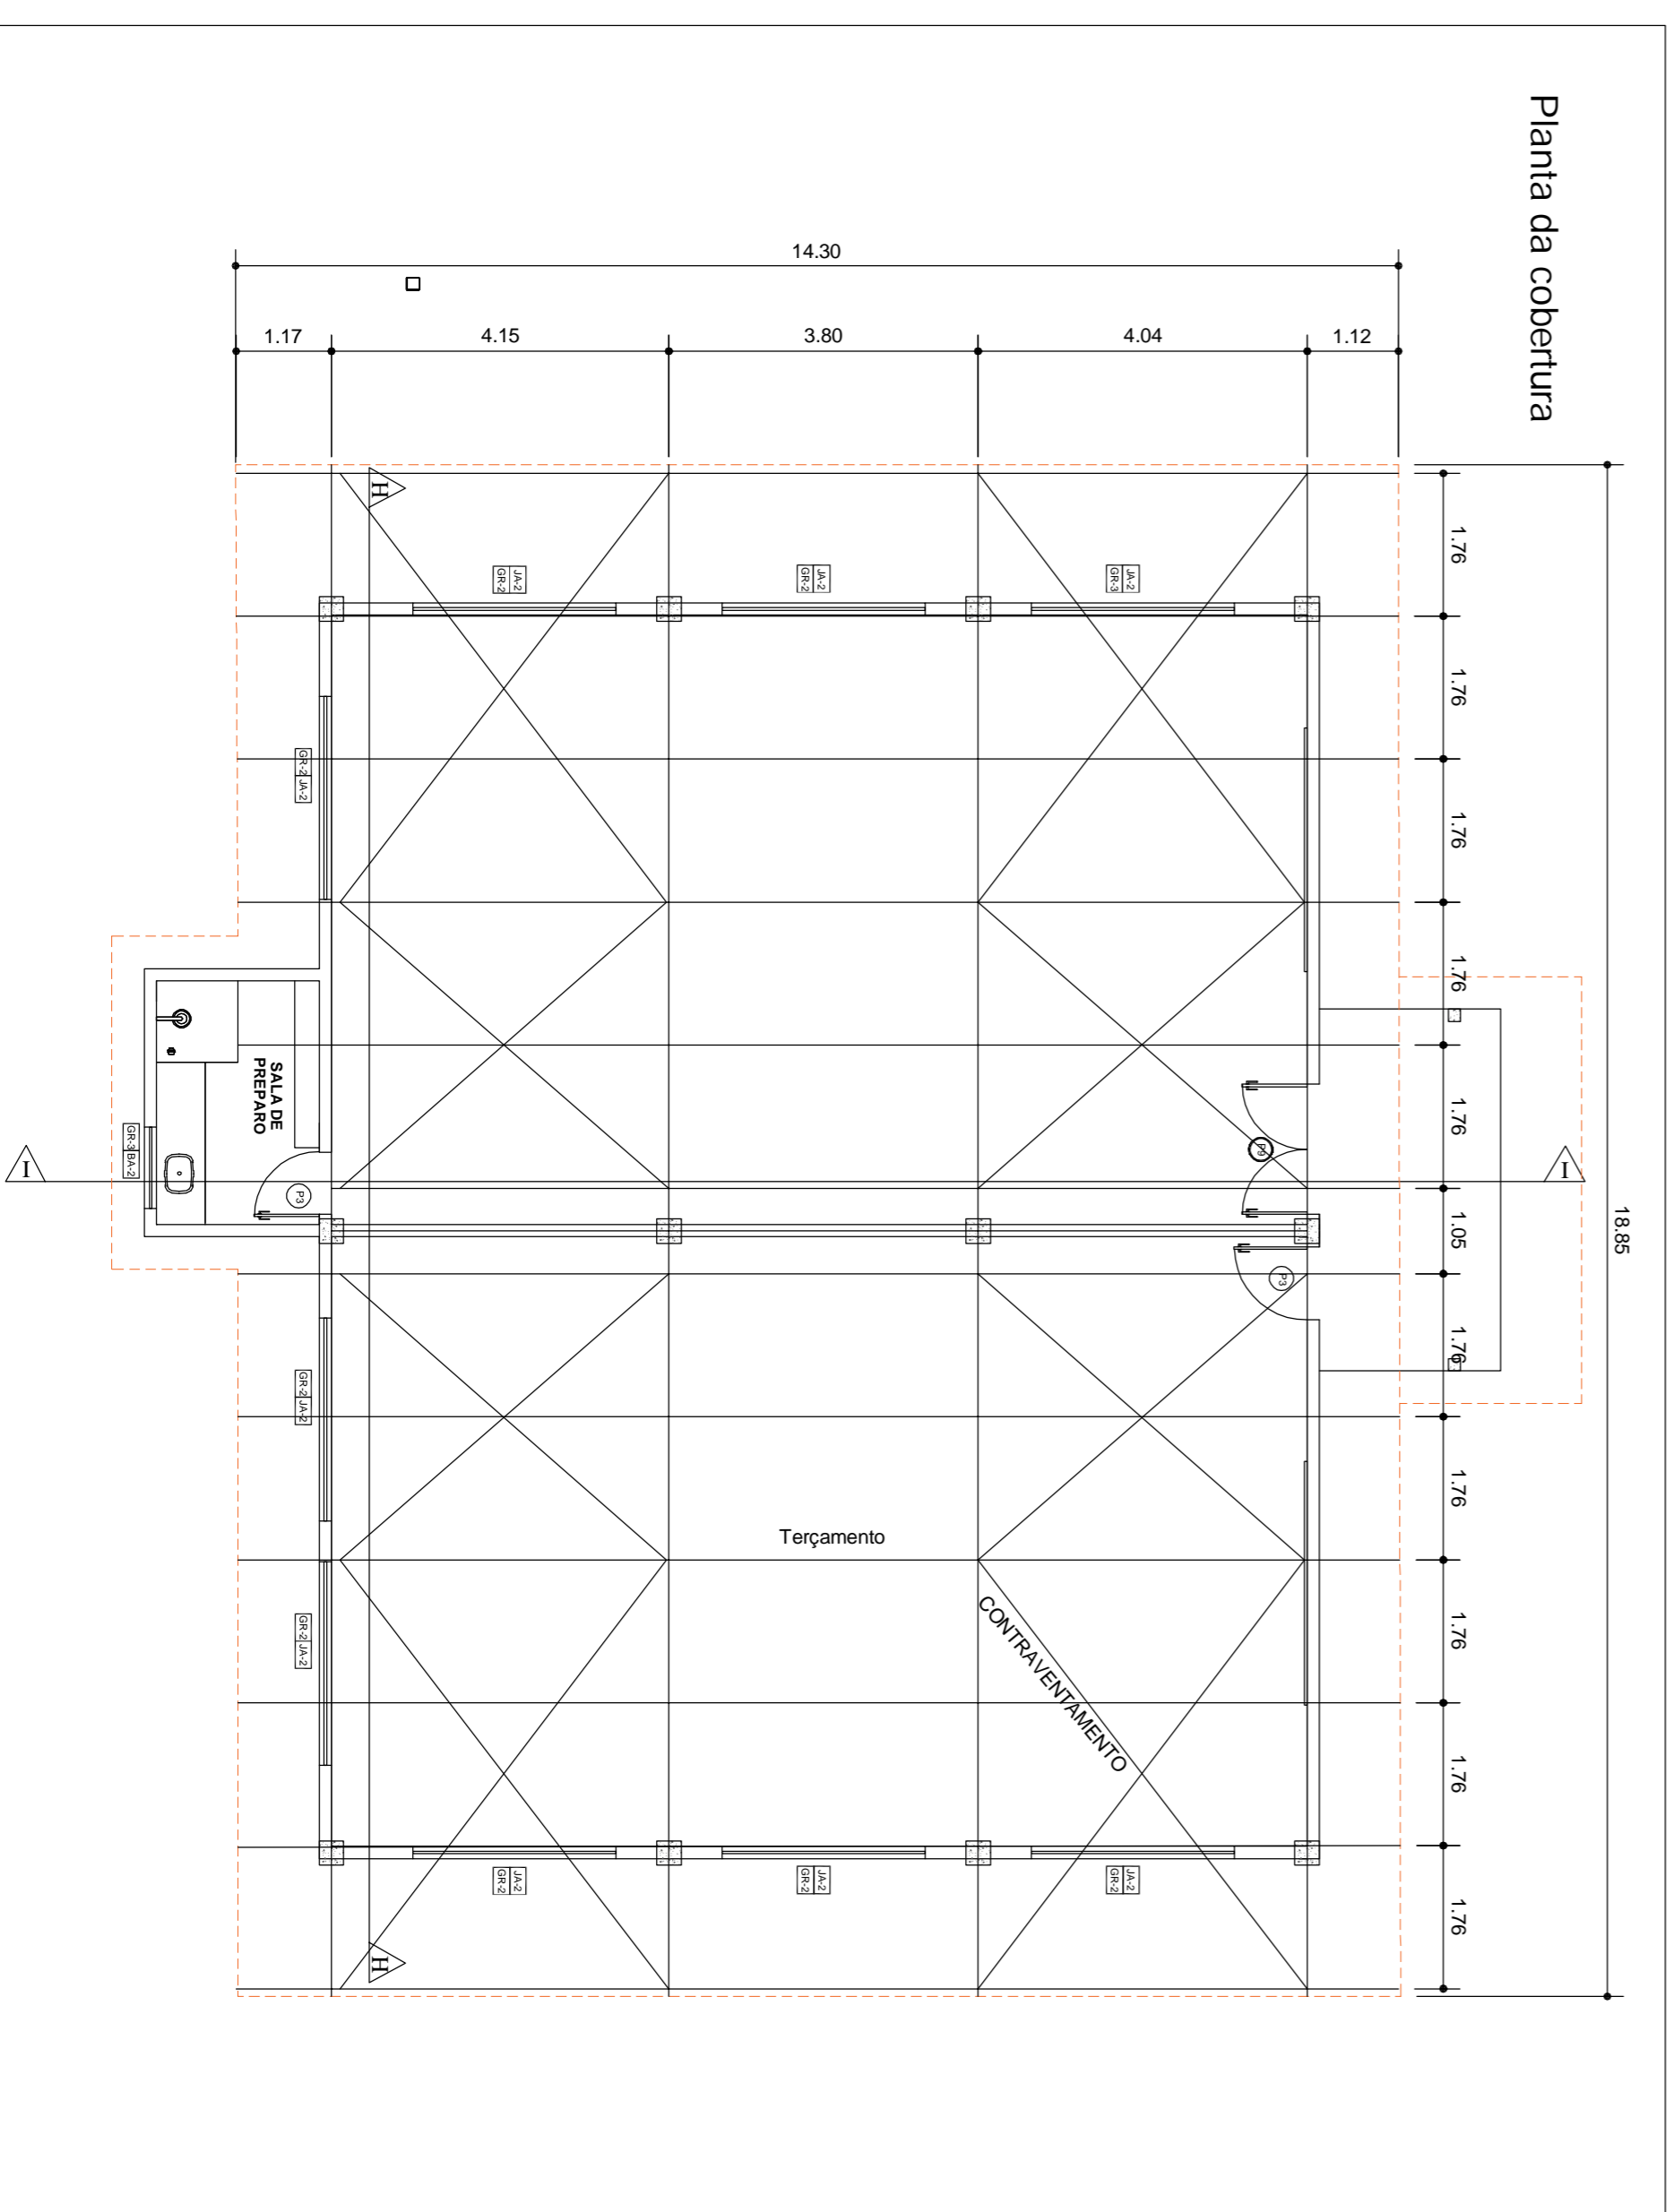 Planta da cobertura
14.30
1.17
4.15
3.80
4.04
1.12
18.85
1.76
1.76
1.76
1.76
1.76
1.05
1.76
1.76
1.76
1.76
1.76
H
JA-2
GR-2
JA-2
GR-2
JA-2
GR-3
GR-2 JA-2
SALA DE
PREPARO
GR-3 BA-2
P3
P9
P3
I
I
GR-2 JA-2
GR-2 JA-2
Terçamento
CONTRAVENTAMENTO
JA-2
GR-2
JA-2
GR-2
JA-2
GR-2
H